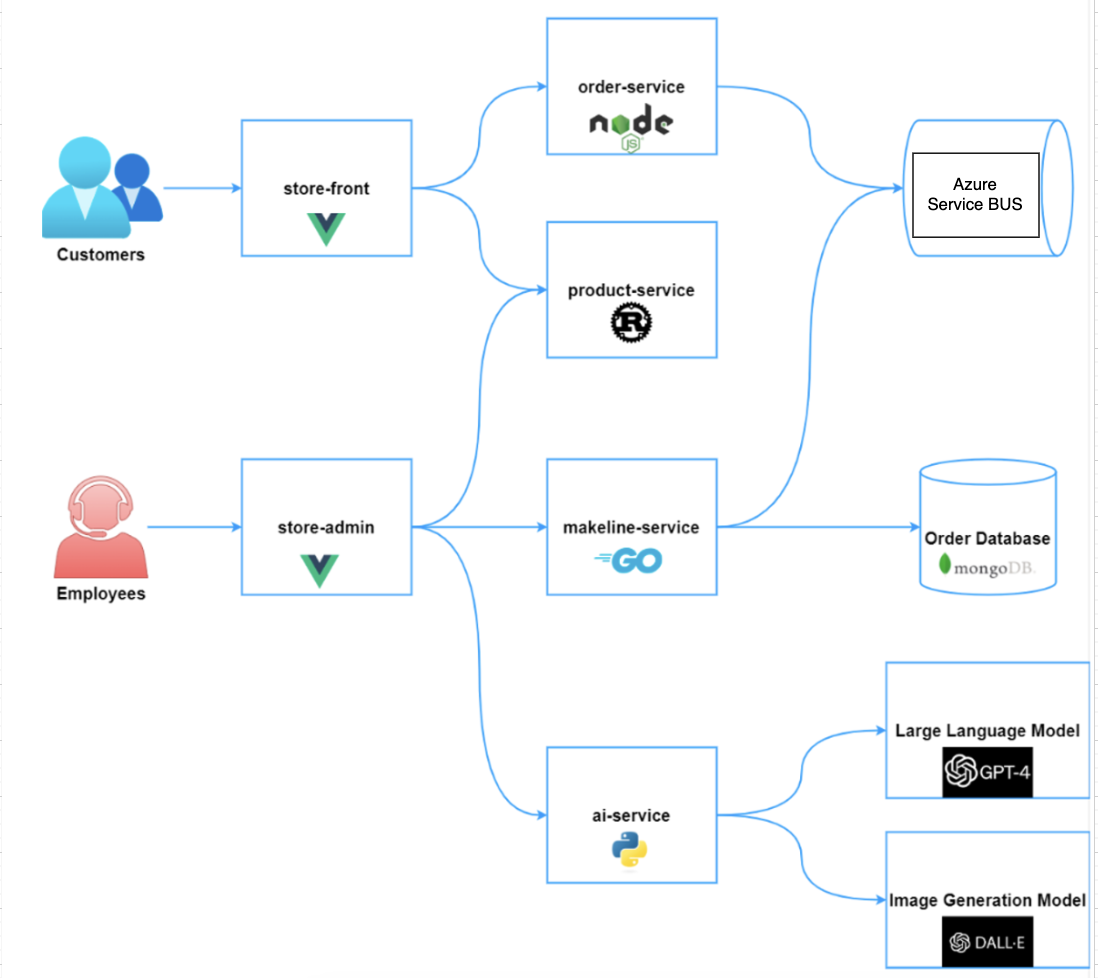 order-service
node
JS
Customers
store-front
Azure
Service BUS
product-service
R
Employees
store-admin
makeline-service
GO
Order Database
mongoDB.
Large Language Model
GPT-4
ai-service
Image Generation Model
DALL·E